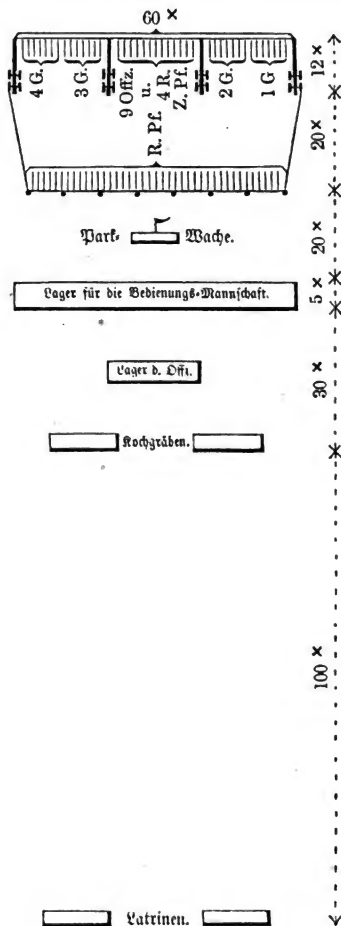 60 ×
4 G.
3 G.
9 Offz.
u.
4 R.
Z. Pf.
2 G.
1 G
R. Pf.
12 ×
20 ×
Park- Wache.
20 ×
Lager für die Bedienungs-Mannschaft.
5 ×
Lager d. Offz.
30 ×
Kochgräben.
100 ×
Latrinen.